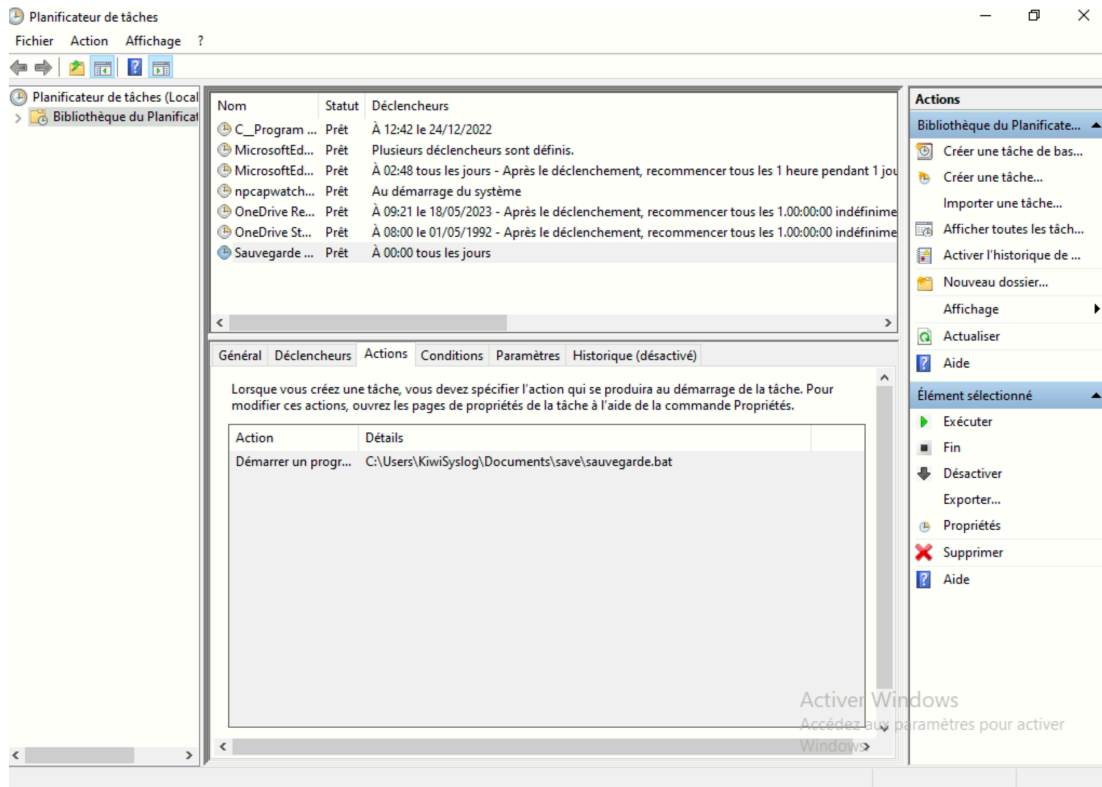 Planificateur de tâches
Fichier Action Affichage ?
Planificateur de tâches (Local
Bibliothèque du Planificat
Nom Statut Déclencheurs
C__Program ... Prêt À 12:42 le 24/12/2022
MicrosoftEd... Prêt Plusieurs déclencheurs sont définis.
MicrosoftEd... Prêt À 02:48 tous les jours - Après le déclenchement, recommencer tous les 1 heure pendant 1 jou
npcapwatch... Prêt Au démarrage du système
OneDrive Re... Prêt À 09:21 le 18/05/2023 - Après le déclenchement, recommencer tous les 1.00:00:00 indéfinime
OneDrive St... Prêt À 08:00 le 01/05/1992 - Après le déclenchement, recommencer tous les 1.00:00:00 indéfinime
Sauvegarde ... Prêt À 00:00 tous les jours
Général Déclencheurs Actions Conditions Paramètres Historique (désactivé)
Lorsque vous créez une tâche, vous devez spécifier l'action qui se produira au démarrage de la tâche. Pour
modifier ces actions, ouvrez les pages de propriétés de la tâche à l'aide de la commande Propriétés.
Action Détails
Démarrer un progr... C:\Users\KiwiSyslog\Documents\save\sauvegarde.bat
Actions
Bibliothèque du Planificate...
Créer une tâche de bas...
Créer une tâche...
Importer une tâche...
Afficher toutes les tâch...
Activer l'historique de ...
Nouveau dossier...
Affichage
Actualiser
Aide
Élément sélectionné
Exécuter
Fin
Désactiver
Exporter...
Propriétés
Supprimer
Aide
Activer Windows
Accédez aux paramètres pour activer
Windows